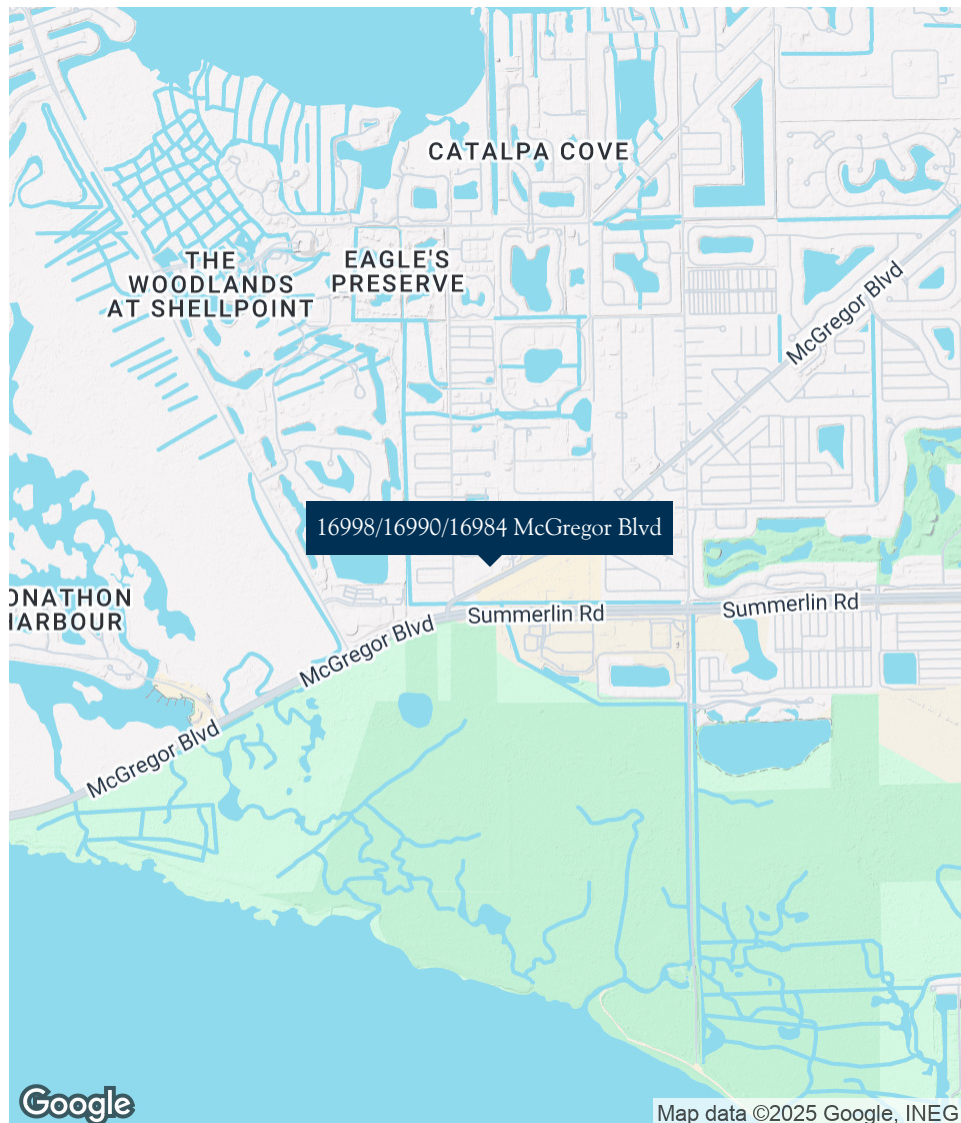 CATALPA COVE
THE
WOODLANDS
AT SHELLPOINT
EAGLE'S
PRESERVE
McGregor Blvd
16998/16990/16984 McGregor Blvd
ONATHON
HARBOUR
Summerlin Rd
Summerlin Rd
McGregor Blvd
McGregor Blvd
Google
Map data ©2025 Google, INEG